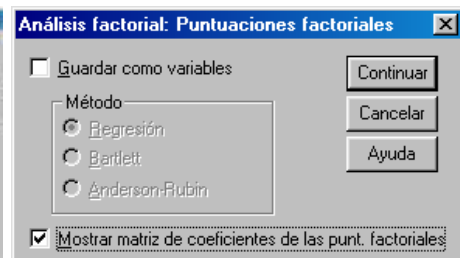 Análisis factorial: Puntuaciones factoriales
Guardar como variables
Método
Regresión
Bartlett
Anderson-Rubin
Mostrar matriz de coeficientes de las punt. factoriales
Continuar
Cancelar
Ayuda